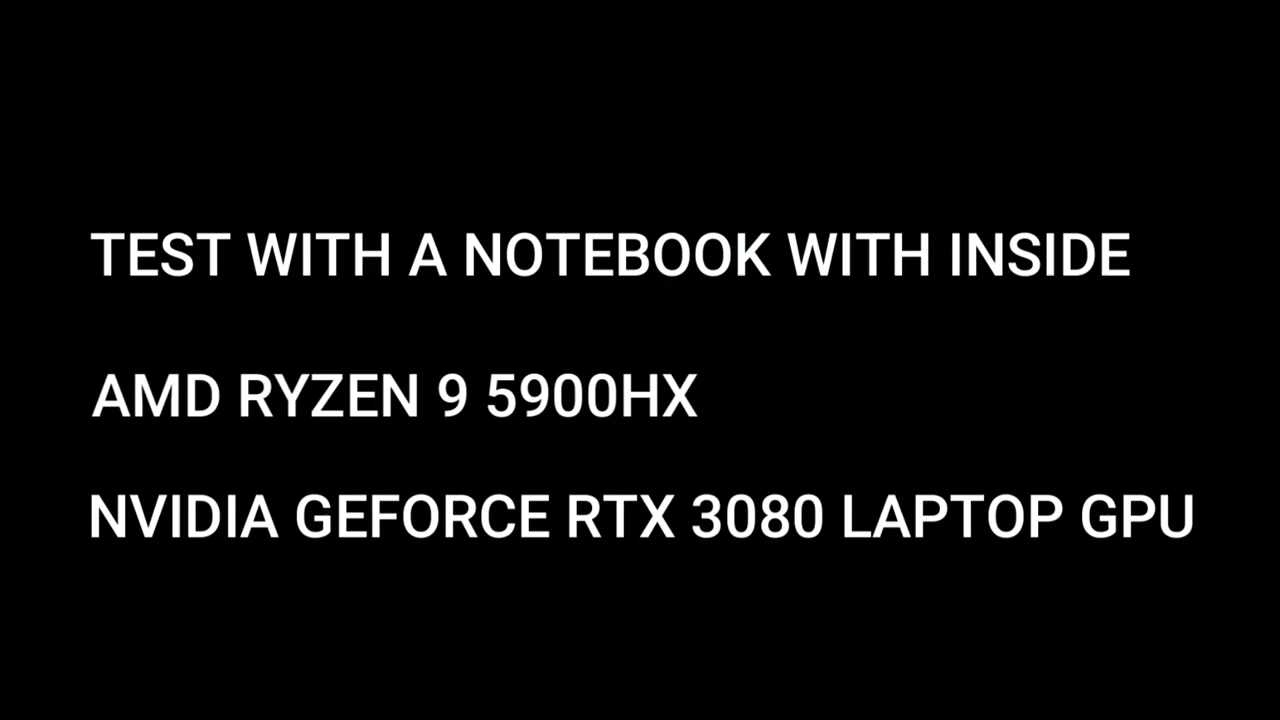 TEST WITH A NOTEBOOK WITH INSIDE
AMD RYZEN 9 5900HX
NVIDIA GEFORCE RTX 3080 LAPTOP GPU